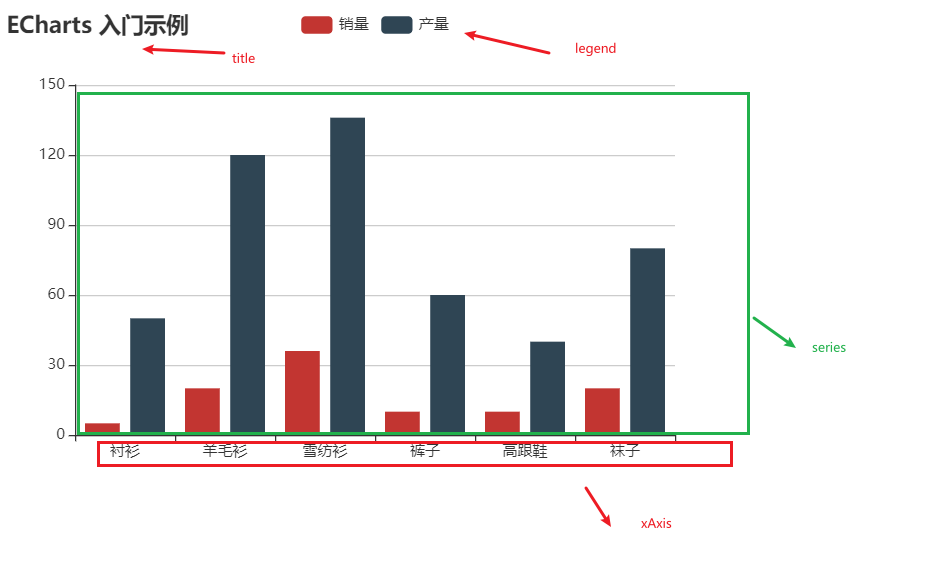 ECharts 入门示例
销量 产量
title
legend
150
120
90
60
30
0
series
衬衫 羊毛衫 雪纺衫 裤子 高跟鞋 袜子
xAxis